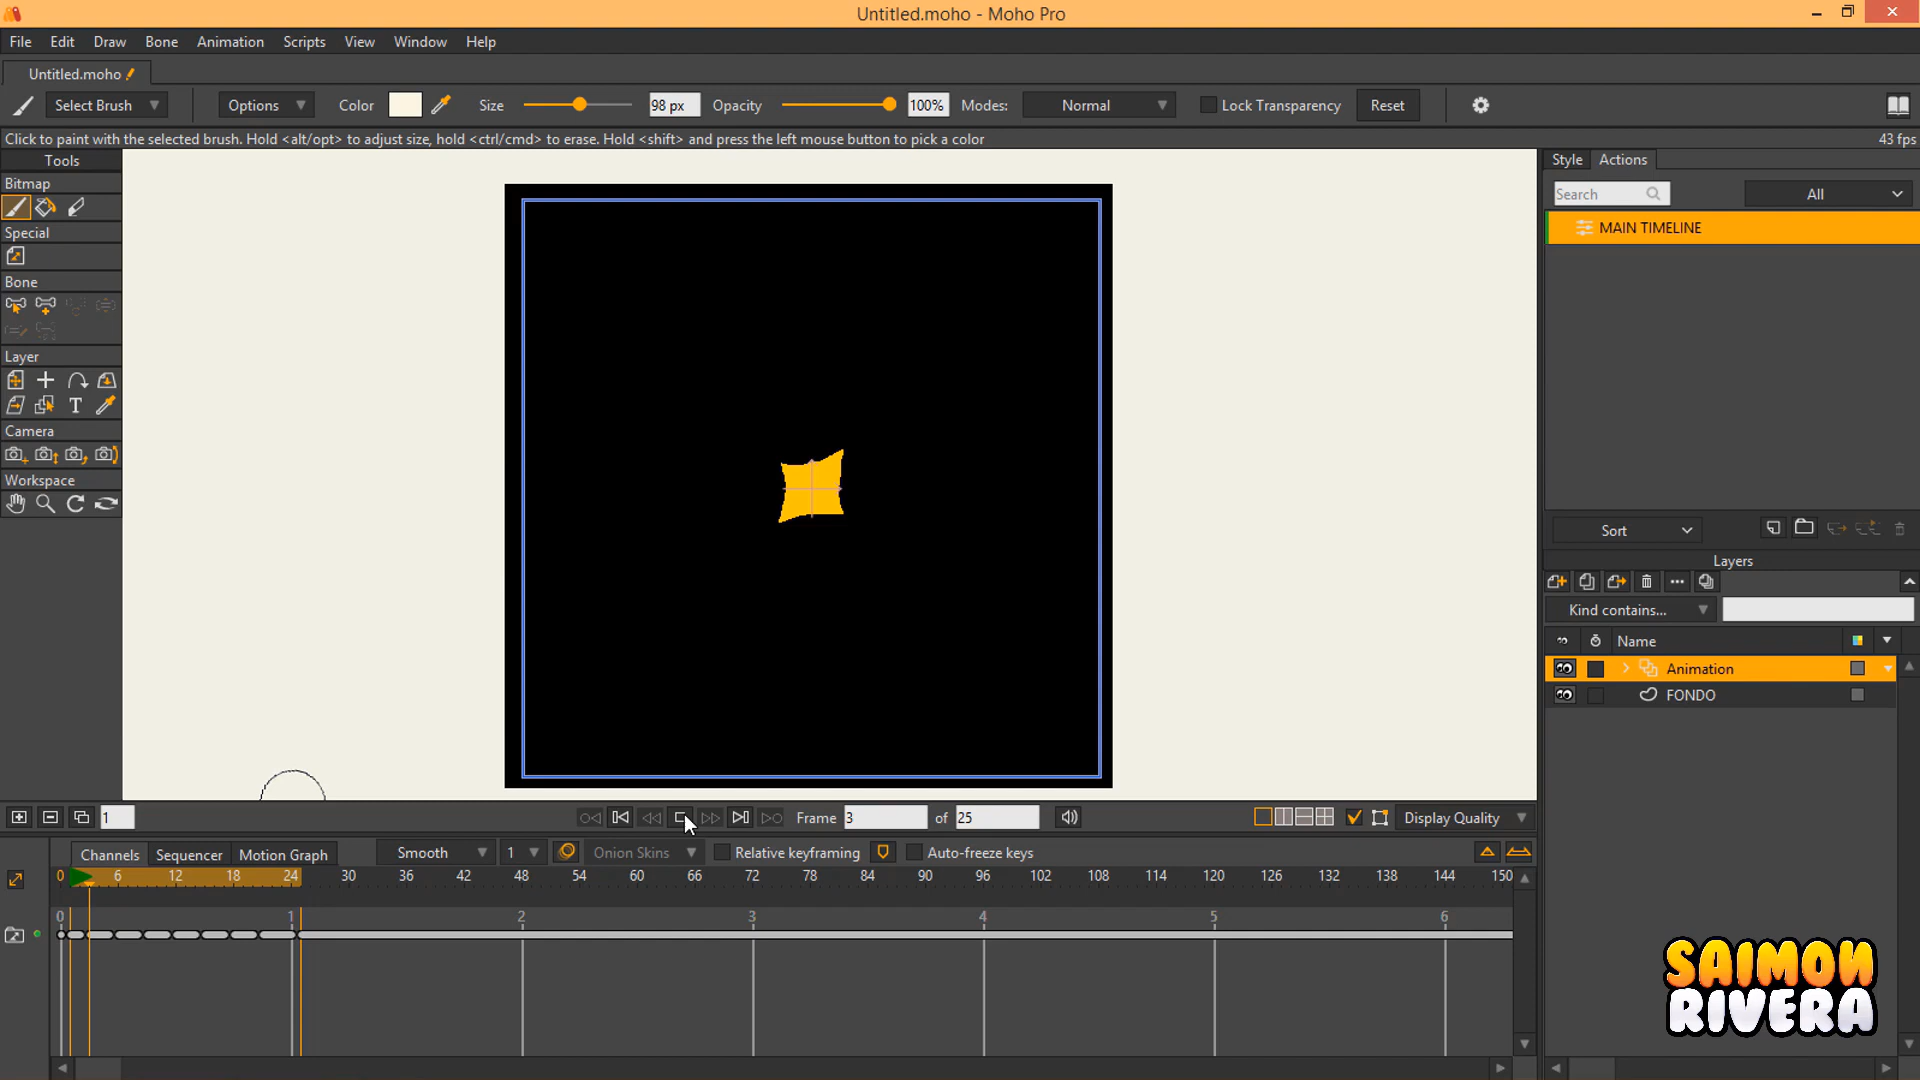 Untitled.moho - Moho Pro
File Edit Draw Bone Animation Scripts View Window Help
Untitled.moho
Select Brush Options Color Size 98 px Opacity 100% Modes: Normal Lock Transparency Reset
Click to paint with the selected brush. Hold <alt/opt> to adjust size, hold <ctrl/cmd> to erase. Hold <shift> and press the left mouse button to pick a color 43 fps
Tools
Bitmap
Special
Bone
Layer
T
Camera
Workspace
Style Actions
Search All
MAIN TIMELINE
Sort
Layers
Kind contains...
Name
Animation
FONDO
1 Frame 3 of 25 Display Quality
Channels Sequencer Motion Graph Smooth 1 Onion Skins Relative keyframing Auto-freeze keys
0 6 12 18 24 30 36 42 48 54 60 66 72 78 84 90 96 102 108 114 120 126 132 138 144 150
0 1 2 3 4 5 6
SAIMON
RIVERA